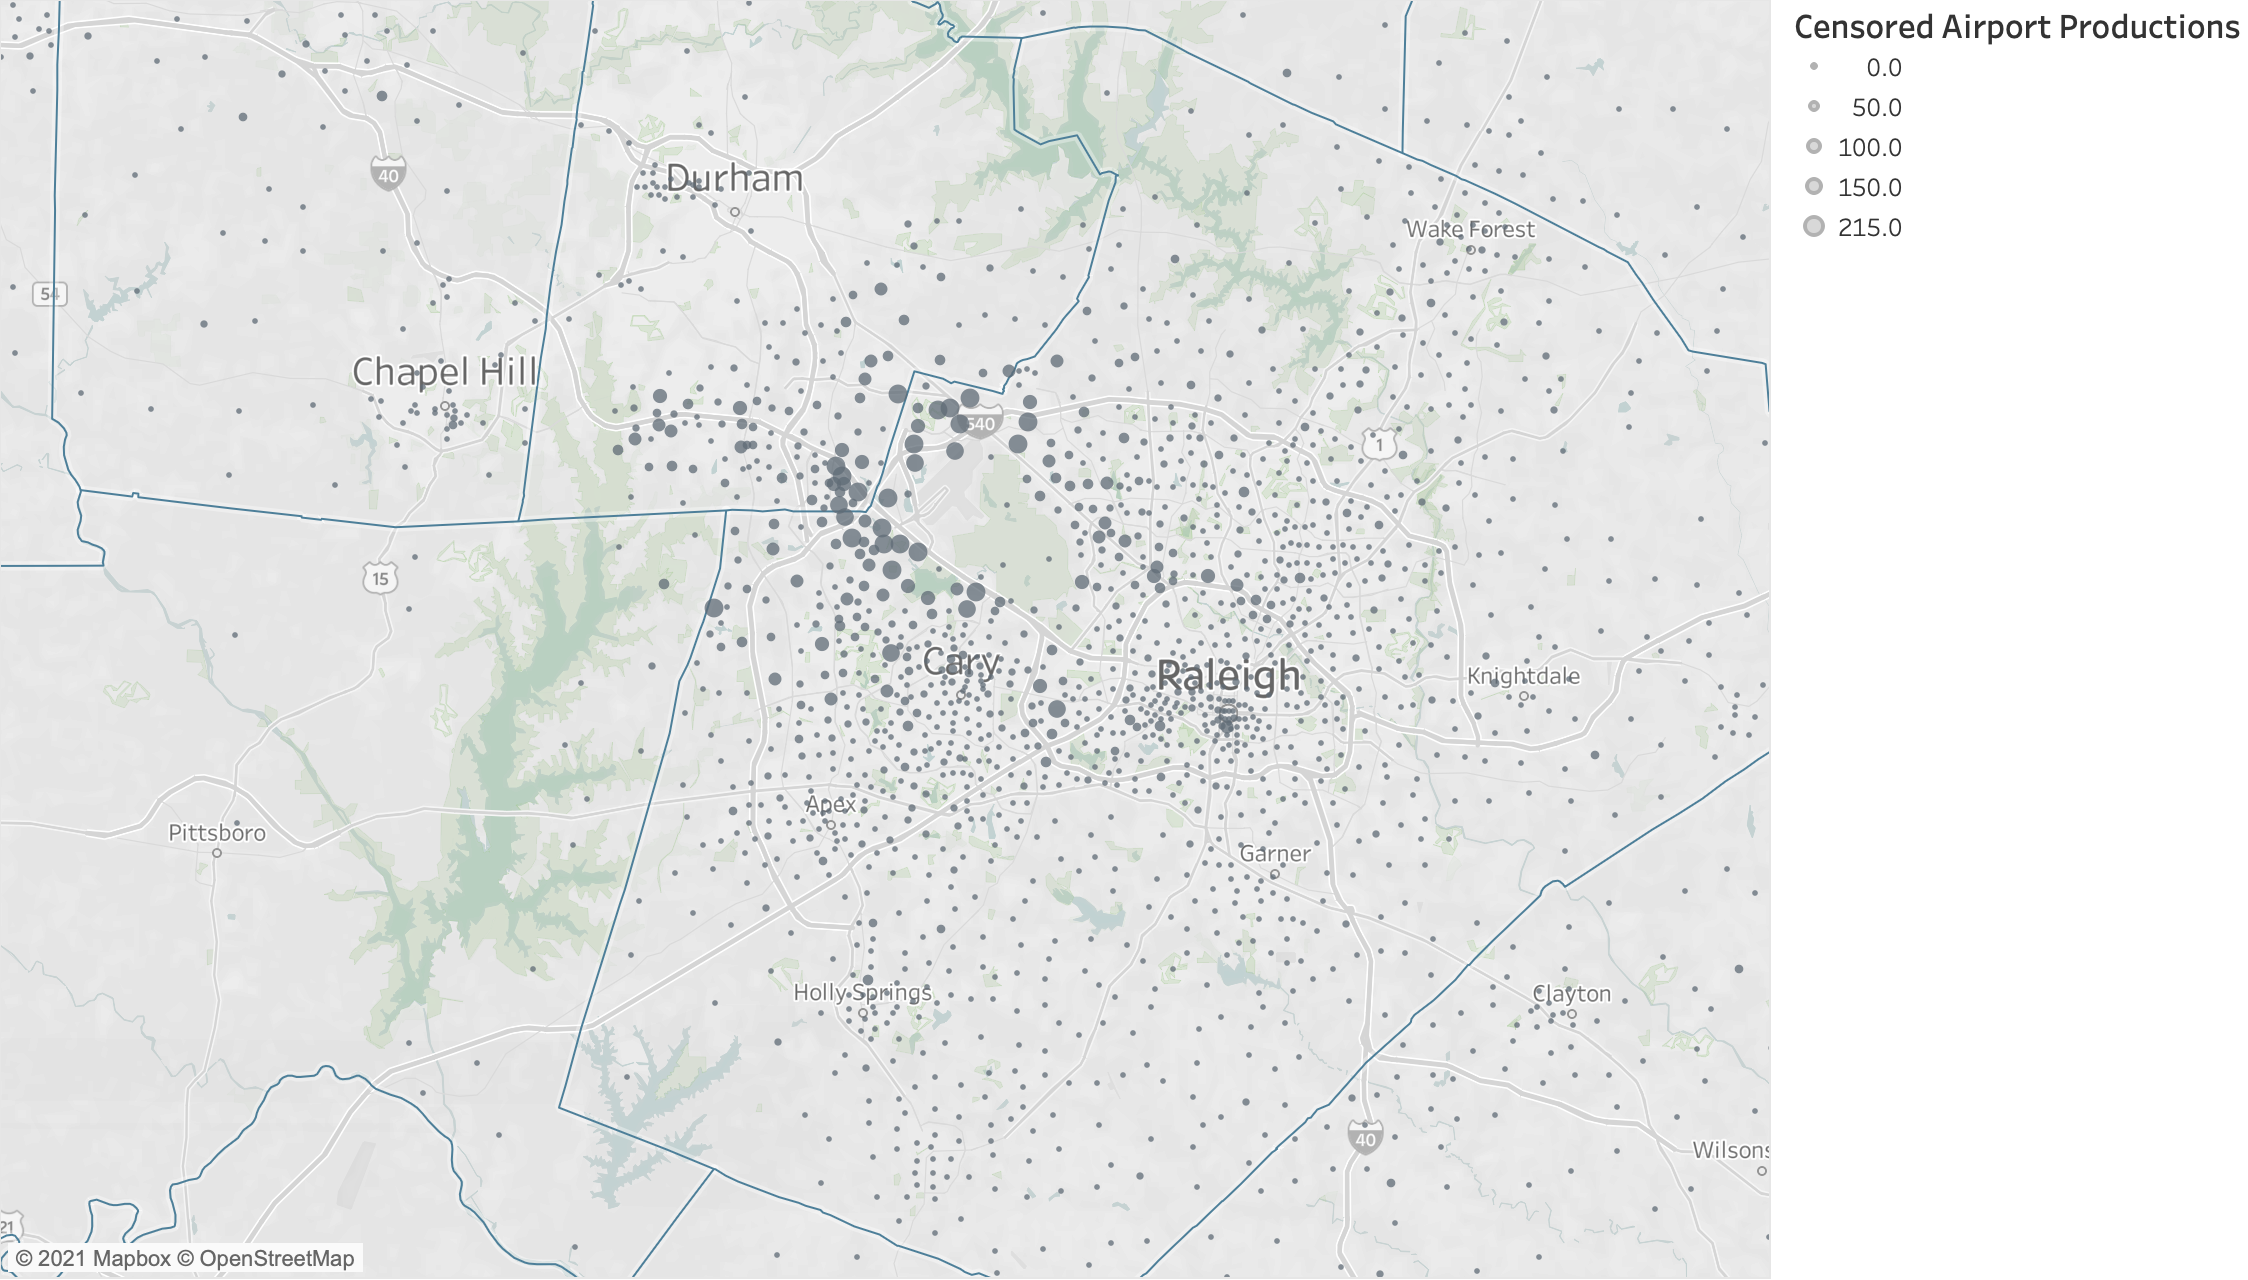 Censored Airport Productions
0.0
50.0
100.0
150.0
215.0
Durham
40
Wake Forest
54
Chapel Hill
540
1
15
Cary
Raleigh
Knightdale
Apex
Pittsboro
Garner
Holly Springs
Clayton
40
Wilsons
21
© 2021 Mapbox © OpenStreetMap